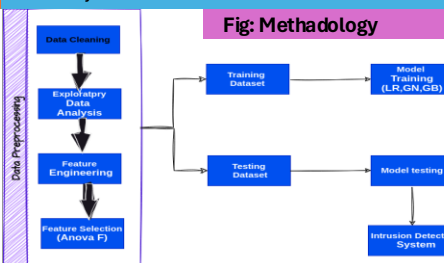 Fig: Methadology
Data Preprocessing
Data Cleaning
Exploratpry
Data
Analysis
Feature
Engineering
Feature Selection
(Anova F)
Training
Dataset
Testing
Dataset
Model
Training
(LR,GN,GB)
Model testing
Intrusion
System